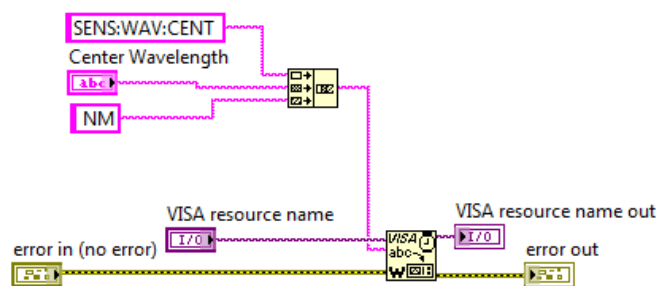 SENS:WAV:CENT
Center Wavelength
abc
NM
VISA resource name
I/O
VISA resource name out
I/O
error in (no error)
error out
VISA
abc
W